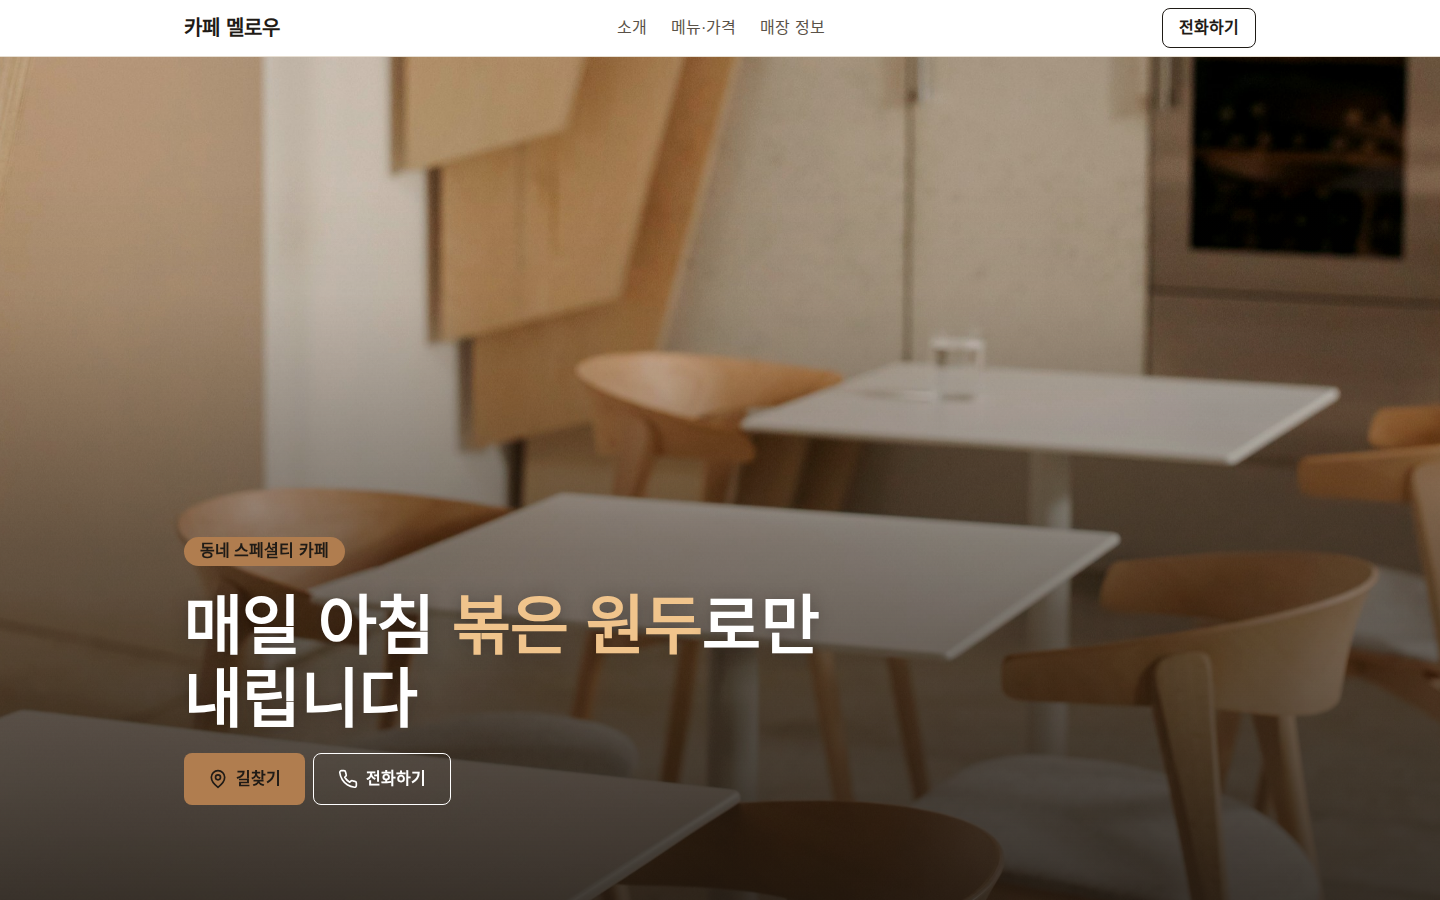 카페 멜로우
소개
메뉴·가격
매장 정보
전화하기
동네 스페셜티 카페
매일 아침 볶은 원두로만
내립니다
길찾기
전화하기